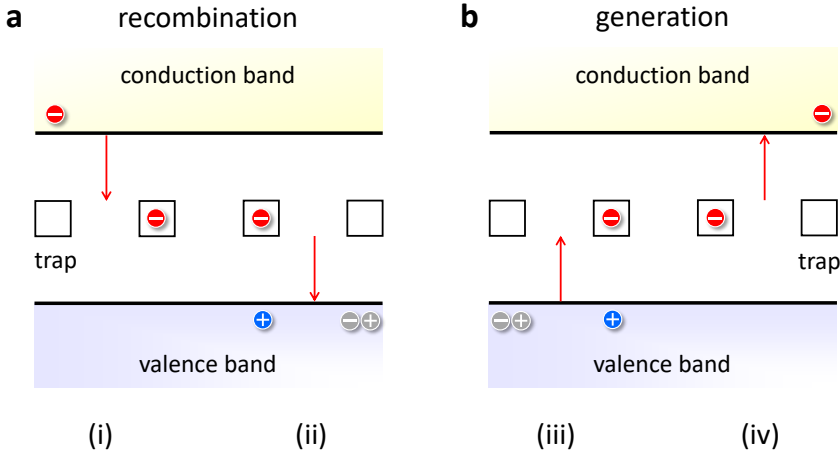 a
recombination
conduction band
trap
valence band
(i)
(ii)
b
generation
conduction band
trap
valence band
(iii)
(iv)